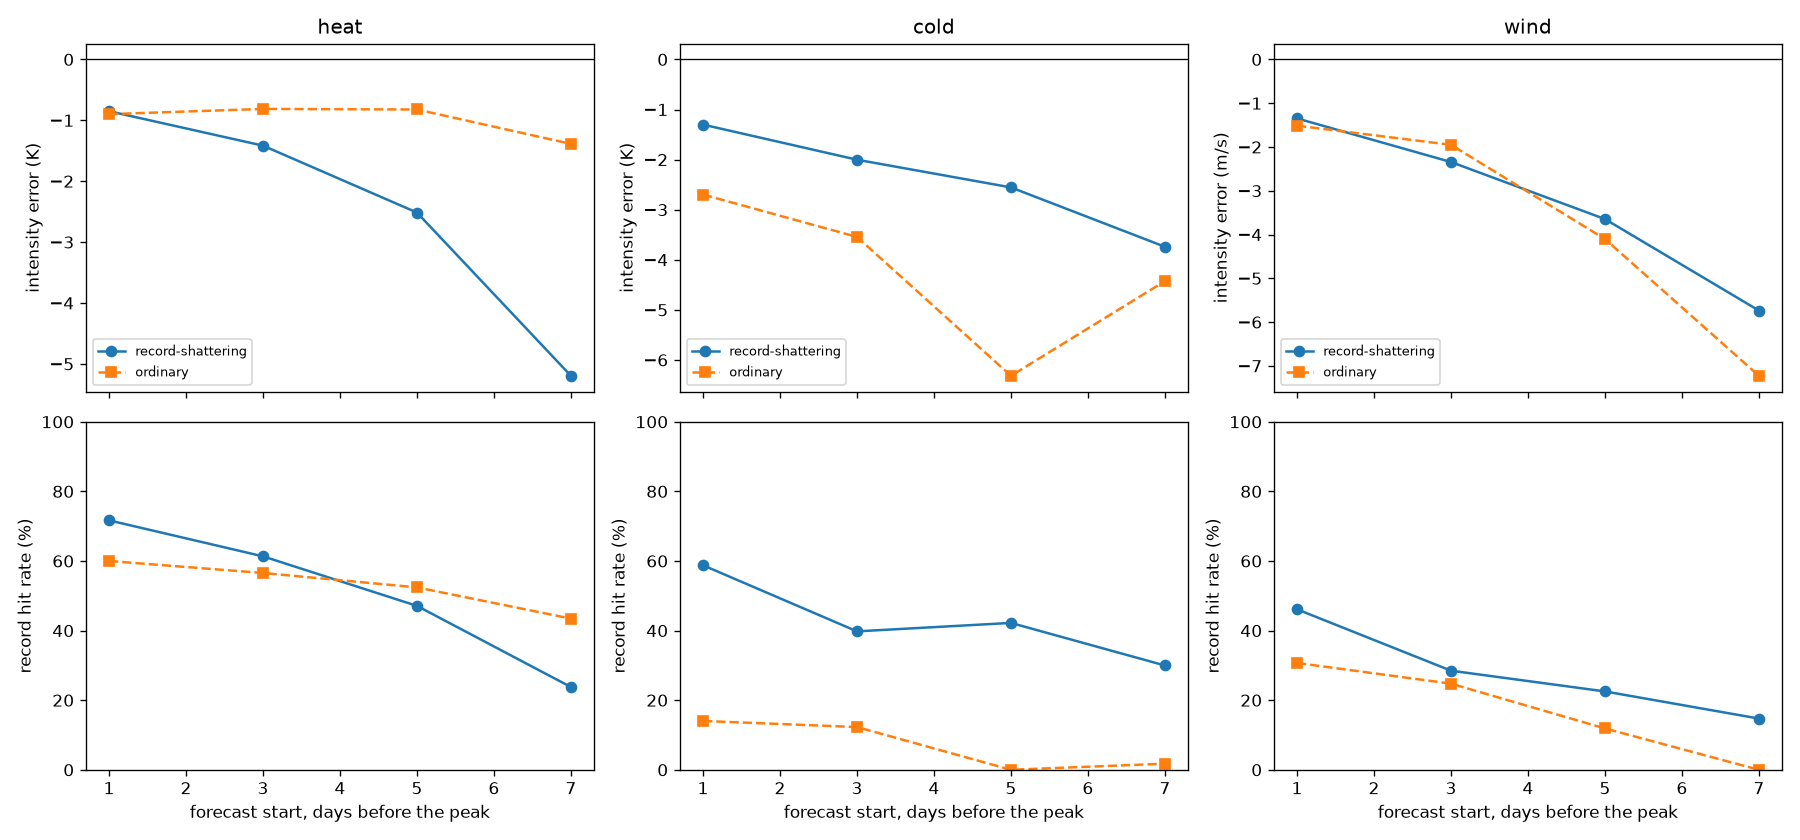 heat
cold
wind
0
−1
−2
−3
−4
−5
intensity error (K)
record-shattering
ordinary
0
−1
−2
−3
−4
−5
−6
intensity error (K)
record-shattering
ordinary
0
−1
−2
−3
−4
−5
−6
−7
intensity error (m/s)
record-shattering
ordinary
100
80
60
40
20
0
record hit rate (%)
1 2 3 4 5 6 7
forecast start, days before the peak
100
80
60
40
20
0
record hit rate (%)
1 2 3 4 5 6 7
forecast start, days before the peak
100
80
60
40
20
0
record hit rate (%)
1 2 3 4 5 6 7
forecast start, days before the peak